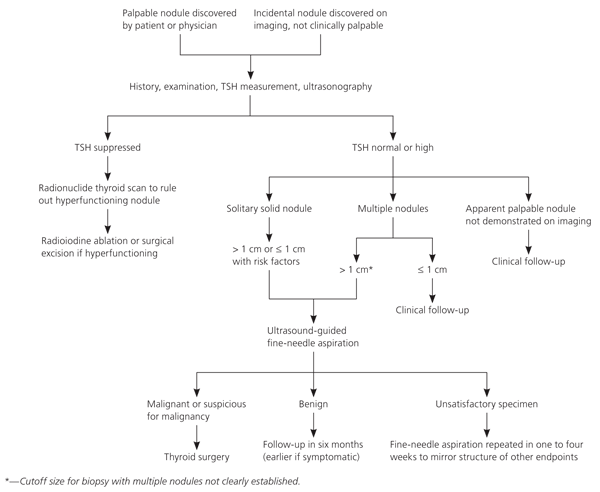 Palpable nodule discovered
by patient or physician
Incidental nodule discovered on
imaging, not clinically palpable
History, examination, TSH measurement, ultrasonography
TSH suppressed
TSH normal or high
Radionuclide thyroid scan to rule
out hyperfunctioning nodule
Solitary solid nodule
Multiple nodules
Apparent palpable nodule
not demonstrated on imaging
Radioiodine ablation or surgical
excision if hyperfunctioning
> 1 cm or ≤ 1 cm
with risk factors
> 1 cm*
≤ 1 cm
Clinical follow-up
Clinical follow-up
Ultrasound-guided
fine-needle aspiration
Malignant or suspicious
for malignancy
Benign
Unsatisfactory specimen
Thyroid surgery
Follow-up in six months
(earlier if symptomatic)
Fine-needle aspiration repeated in one to four
weeks to mirror structure of other endpoints
*—Cutoff size for biopsy with multiple nodules not clearly established.